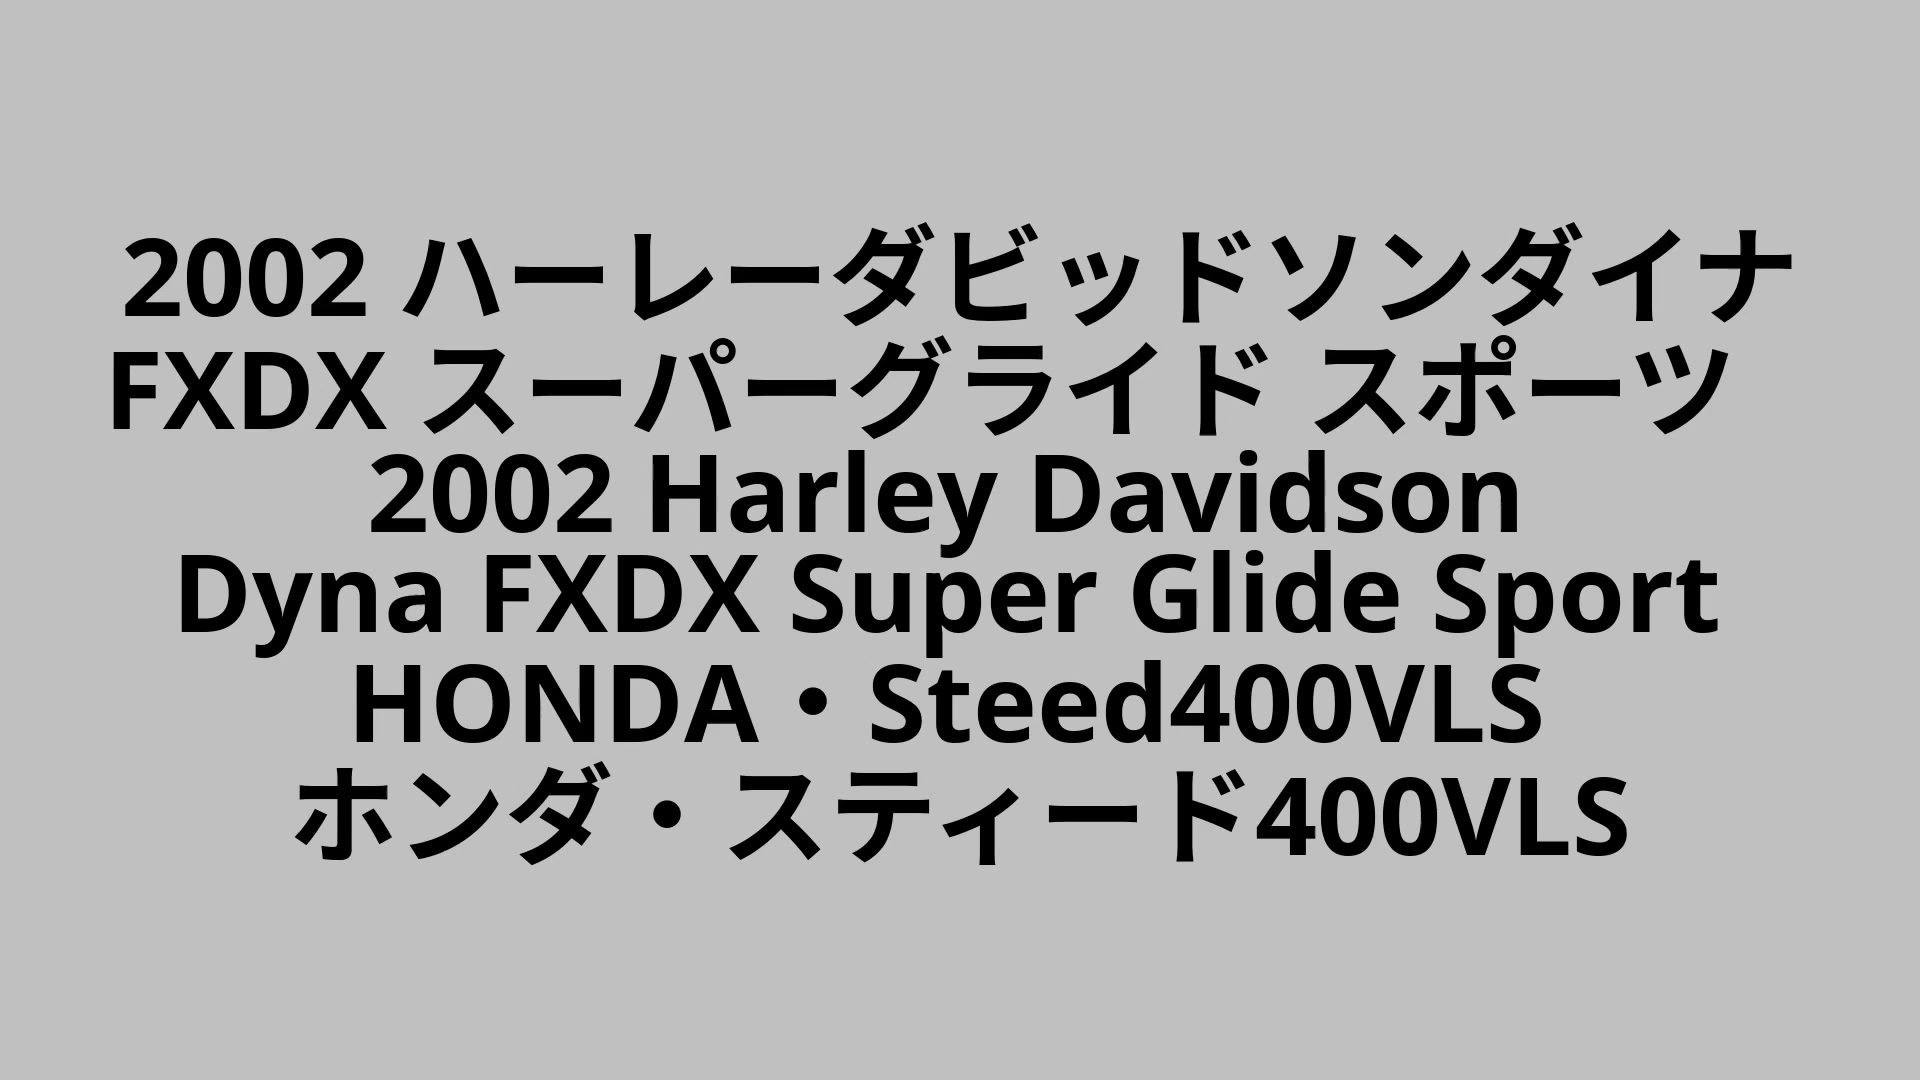 2002 ハーレーダビッドソンダイナ
FXDX スーパーグライド スポーツ
2002 Harley Davidson
Dyna FXDX Super Glide Sport
HONDA・Steed400VLS
ホンダ・スティード400VLS